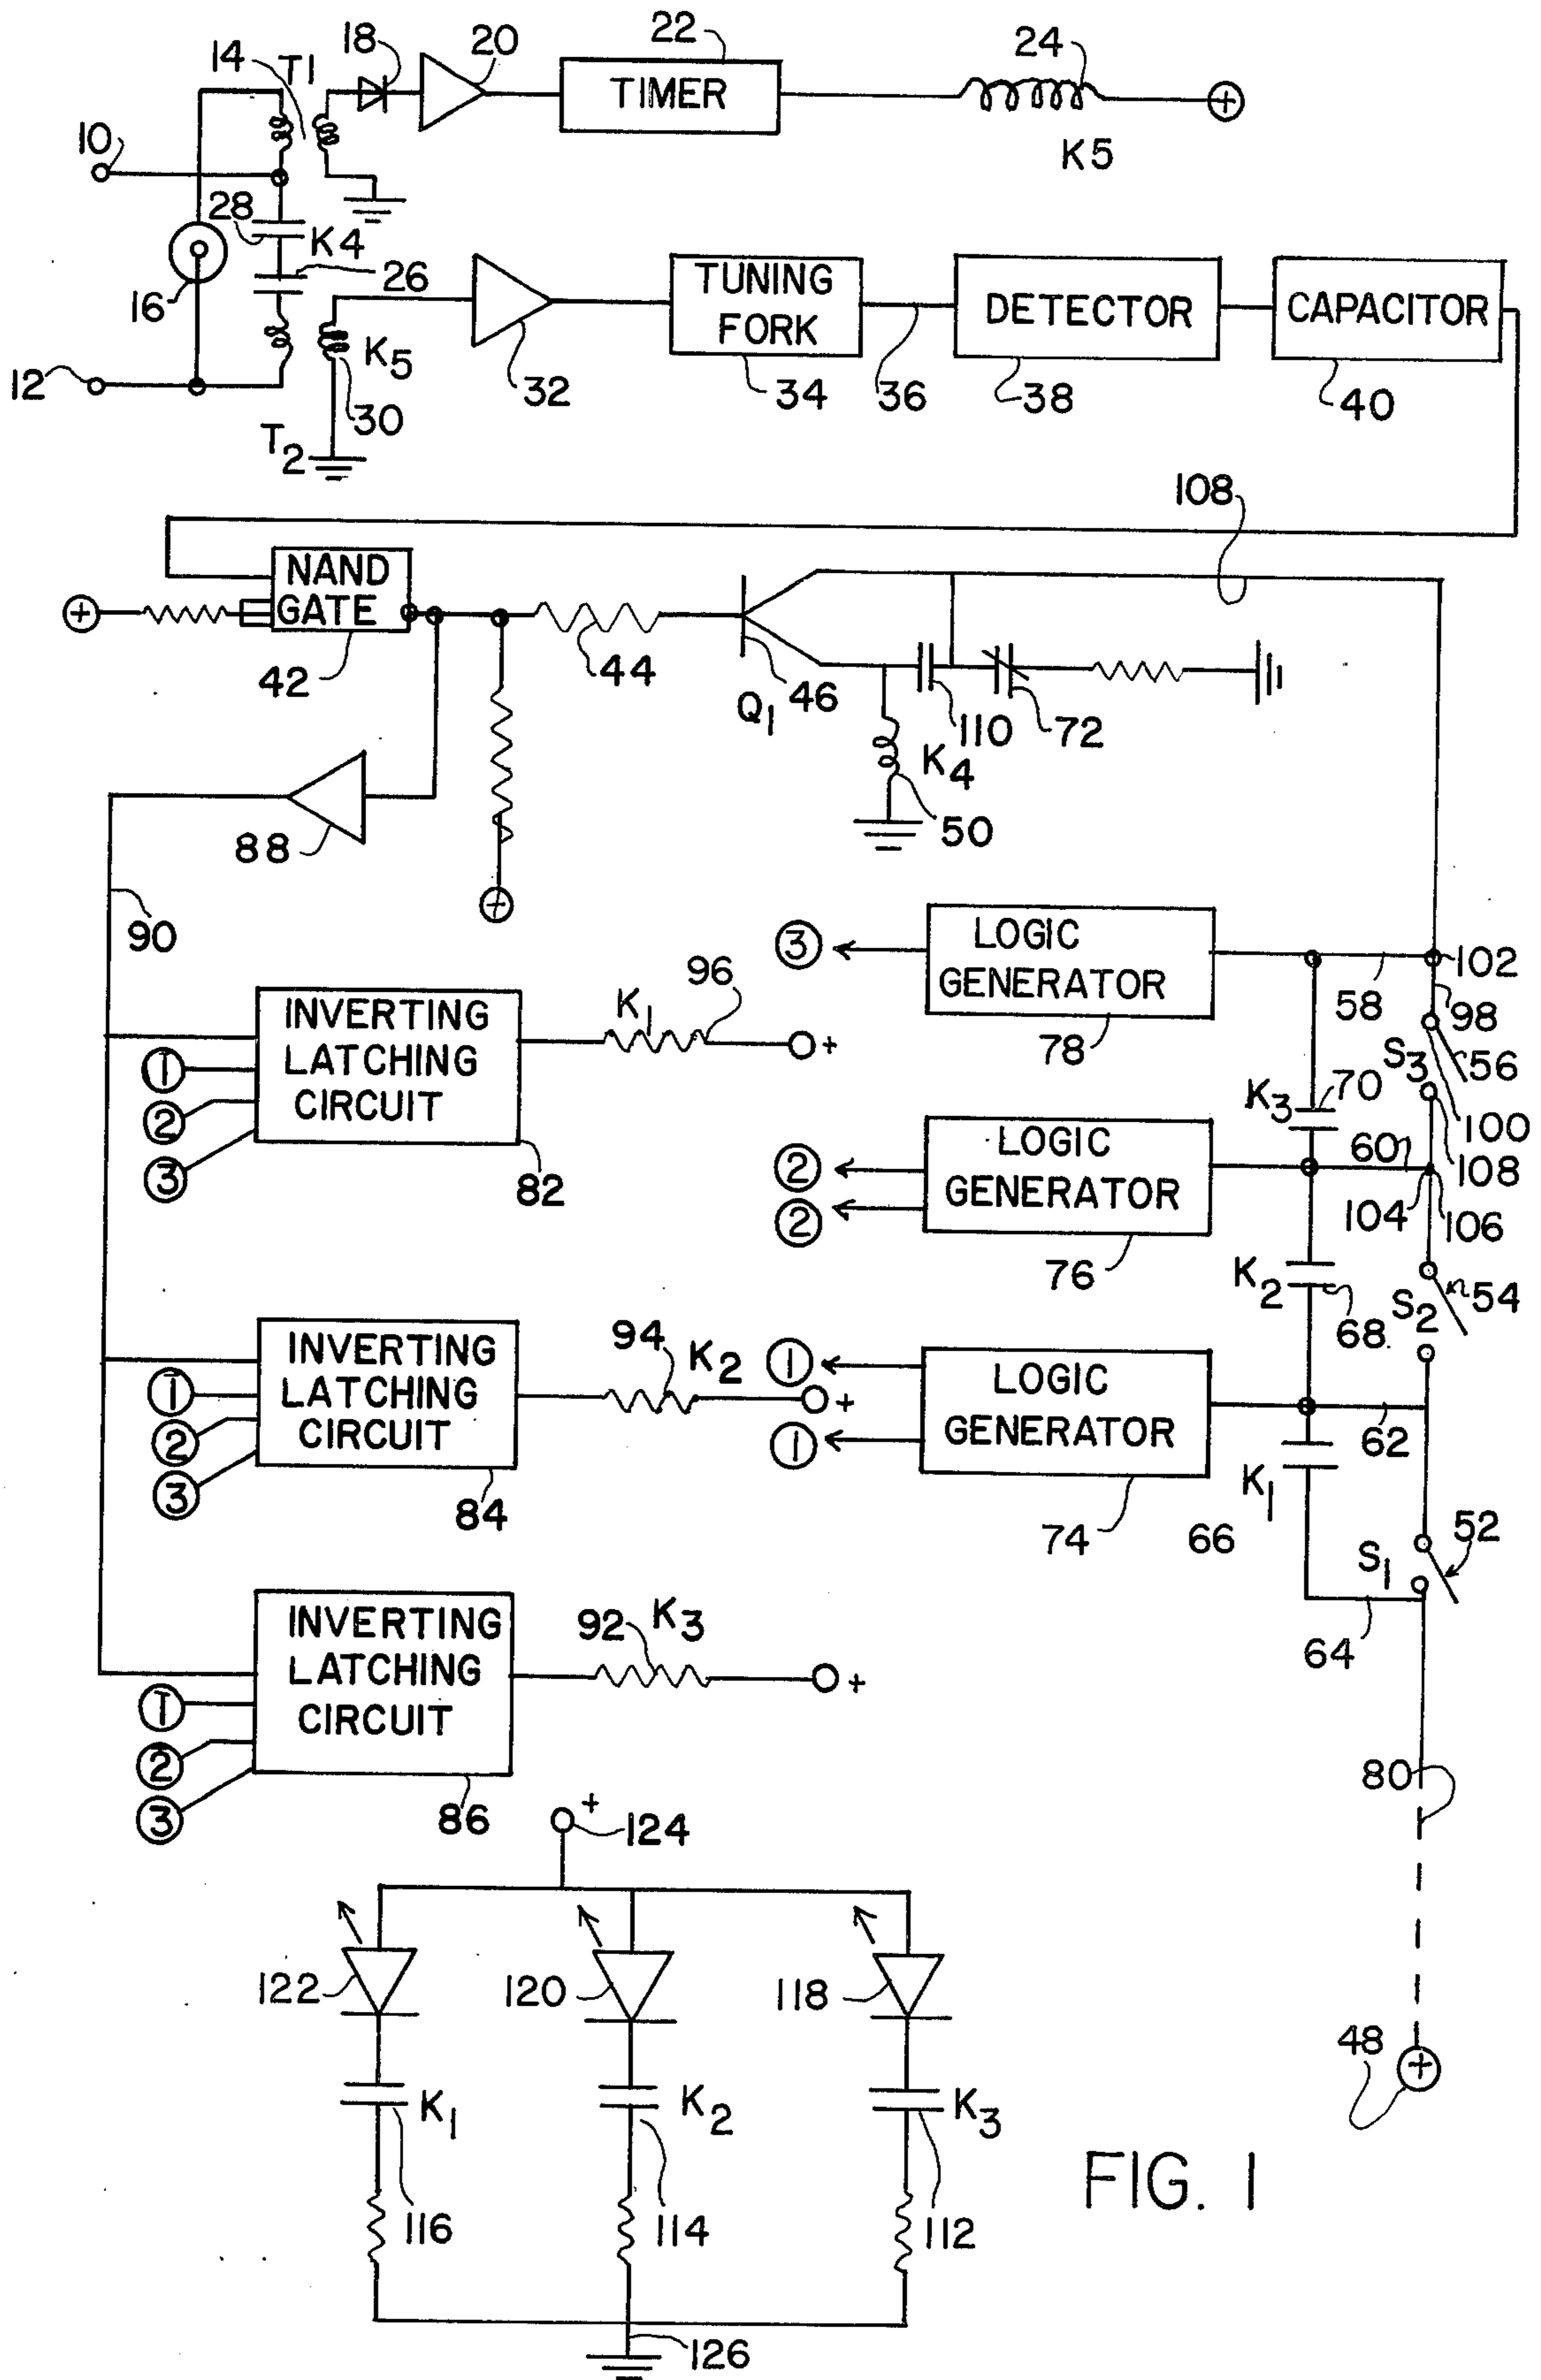 14 T1 18 20 22 24
TIMER
10
K5
28 K4
26
16
TUNING
FORK
DETECTOR
CAPACITOR
K5
12
30 32 34 36 38 40
T2
108
NAND
GATE
42 44 Q1 46 110 72
K4
50
88
90
3
LOGIC
GENERATOR
78
58 102
98
S3 56
K3 70
100
INVERTING
LATCHING
CIRCUIT
1
2
3
82
K1 96
+
2
2
LOGIC
GENERATOR
76
60 108
104 106
K2 68
S2 54
INVERTING
LATCHING
CIRCUIT
1
2
3
84
94 K2
+
1
1
LOGIC
GENERATOR
74
62
K1
66
S1 52
64
INVERTING
LATCHING
CIRCUIT
1
2
3
86
92 K3
+
80
+
124
122 120 118
48
+
K1 K2 K3
116 114 112
126
FIG. 1